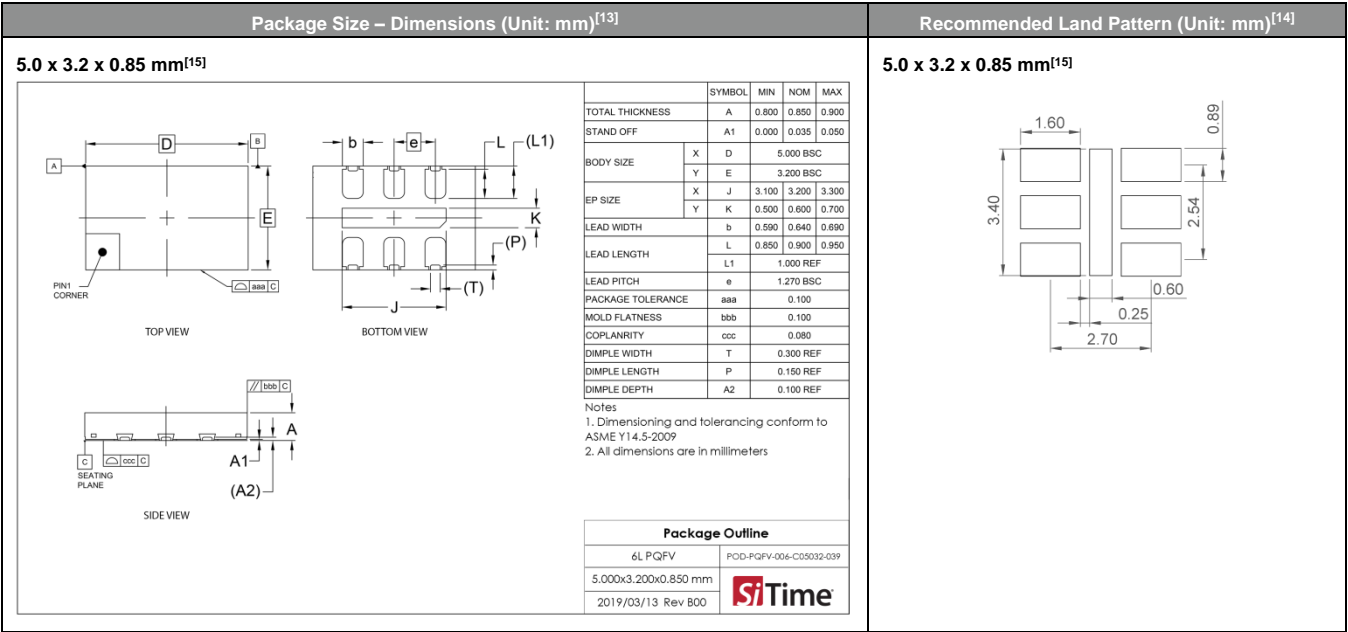 Package Size – Dimensions (Unit: mm)[13]
Recommended Land Pattern (Unit: mm)[14]
5.0 x 3.2 x 0.85 mm[15]
D
B
A
E
PIN1
CORNER
aaa C
TOP VIEW
b
e
L
(L1)
K
(P)
(T)
J
BOTTOM VIEW
// bbb C
A
A1
(A2)
C
ccc C
SEATING
PLANE
SIDE VIEW
SYMBOL MIN NOM MAX
TOTAL THICKNESS A 0.800 0.850 0.900
STAND OFF A1 0.000 0.035 0.050
BODY SIZE X D 5.000 BSC
Y E 3.200 BSC
EP SIZE X J 3.100 3.200 3.300
Y K 0.500 0.600 0.700
LEAD WIDTH b 0.590 0.640 0.690
LEAD LENGTH L 0.850 0.900 0.950
L1 1.000 REF
LEAD PITCH e 1.270 BSC
PACKAGE TOLERANCE aaa 0.100
MOLD FLATNESS bbb 0.100
COPLANRITY ccc 0.080
DIMPLE WIDTH T 0.300 REF
DIMPLE LENGTH P 0.150 REF
DIMPLE DEPTH A2 0.100 REF
Notes
1. Dimensioning and tolerancing conform to
ASME Y14.5-2009
2. All dimensions are in millimeters
Package Outline
6L PQFV POD-PQFV-006-C05032-039
5.000x3.200x0.850 mm
2019/03/13 Rev B00
SiTime
5.0 x 3.2 x 0.85 mm[15]
1.60
0.89
3.40
2.54
0.60
0.25
2.70